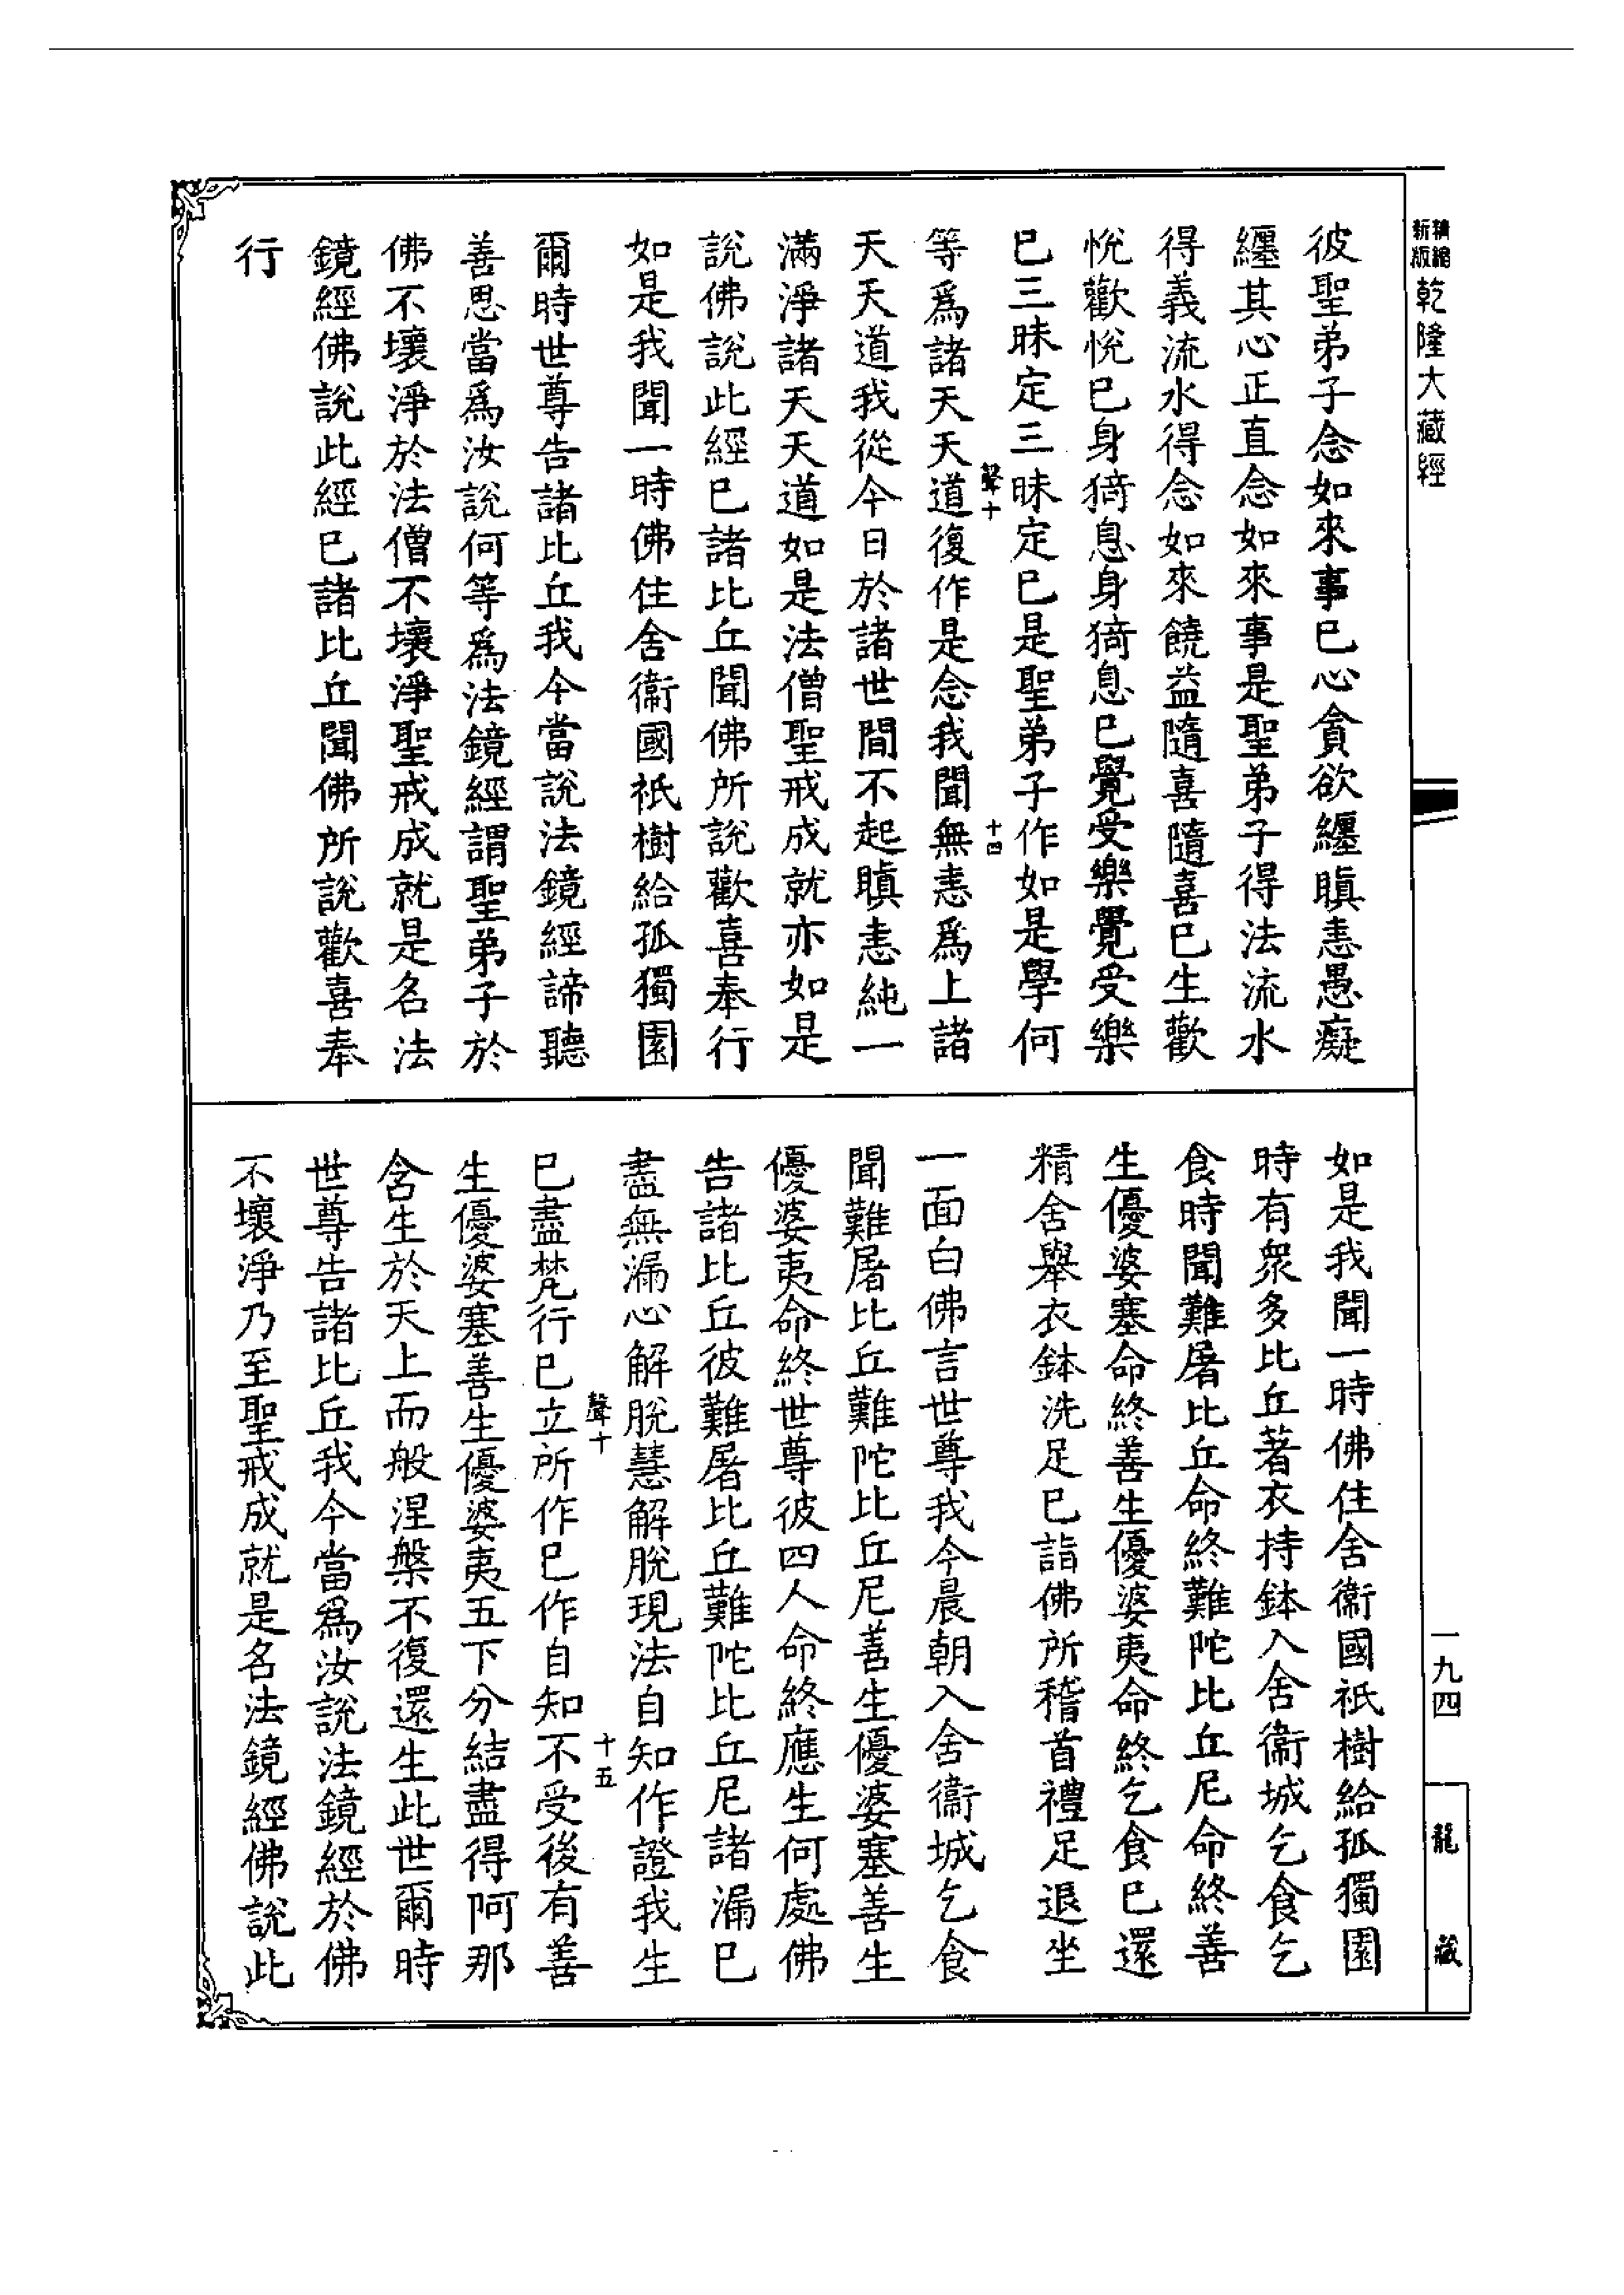 精縮新版乾隆大藏經
彼聖弟子念如來事已心貪欲纏瞋恚愚癡
纏其心正直念如來事是聖弟子得法流水
得義流水得念如來饒益隨喜隨喜已生歡
悅歡悅已身猗息身猗息已覺受樂覺受樂
已三昧定三昧定已是聖弟子作如是學何
聲十
十四
等爲諸天天道復作是念我聞無恚爲上諸
天天道我從今日於諸世間不起瞋恚純一
滿淨諸天天道如是法僧聖戒成就亦如是
說佛說此經已諸比丘聞佛所說歡喜奉行
如是我聞一時佛住舍衞國祇樹給孤獨園
爾時世尊告諸比丘我今當說法鏡經諦聽
善思當爲汝說何等爲法鏡經謂聖弟子於
佛不壞淨於法僧不壞淨聖戒成就是名法
鏡經佛說此經已諸比丘聞佛所說歡喜奉
行
如是我聞一時佛住舍衞國祇樹給孤獨園
時有衆多比丘著衣持鉢入舍衞城乞食乞
食時聞難屠比丘命終難陀比丘尼命終善
生優婆塞命終善生優婆夷命終乞食已還
精舍舉衣鉢洗足已詣佛所稽首禮足退坐
一面白佛言世尊我今晨朝入舍衞城乞食
聞難屠比丘難陀比丘尼善生優婆塞善生
優婆夷命終世尊彼四人命終應生何處佛
告諸比丘彼難屠比丘難陀比丘尼諸漏已
盡無漏心解脫慧解脫現法自知作證我生
聲十
十五
已盡梵行已立所作已作自知不受後有善
生優婆塞善生優婆夷五下分結盡得阿那
含生於天上而般涅槃不復還生此世爾時
世尊告諸比丘我今當爲汝說法鏡經於佛
不壞淨乃至聖戒成就是名法鏡經佛說此
一九四
龍藏